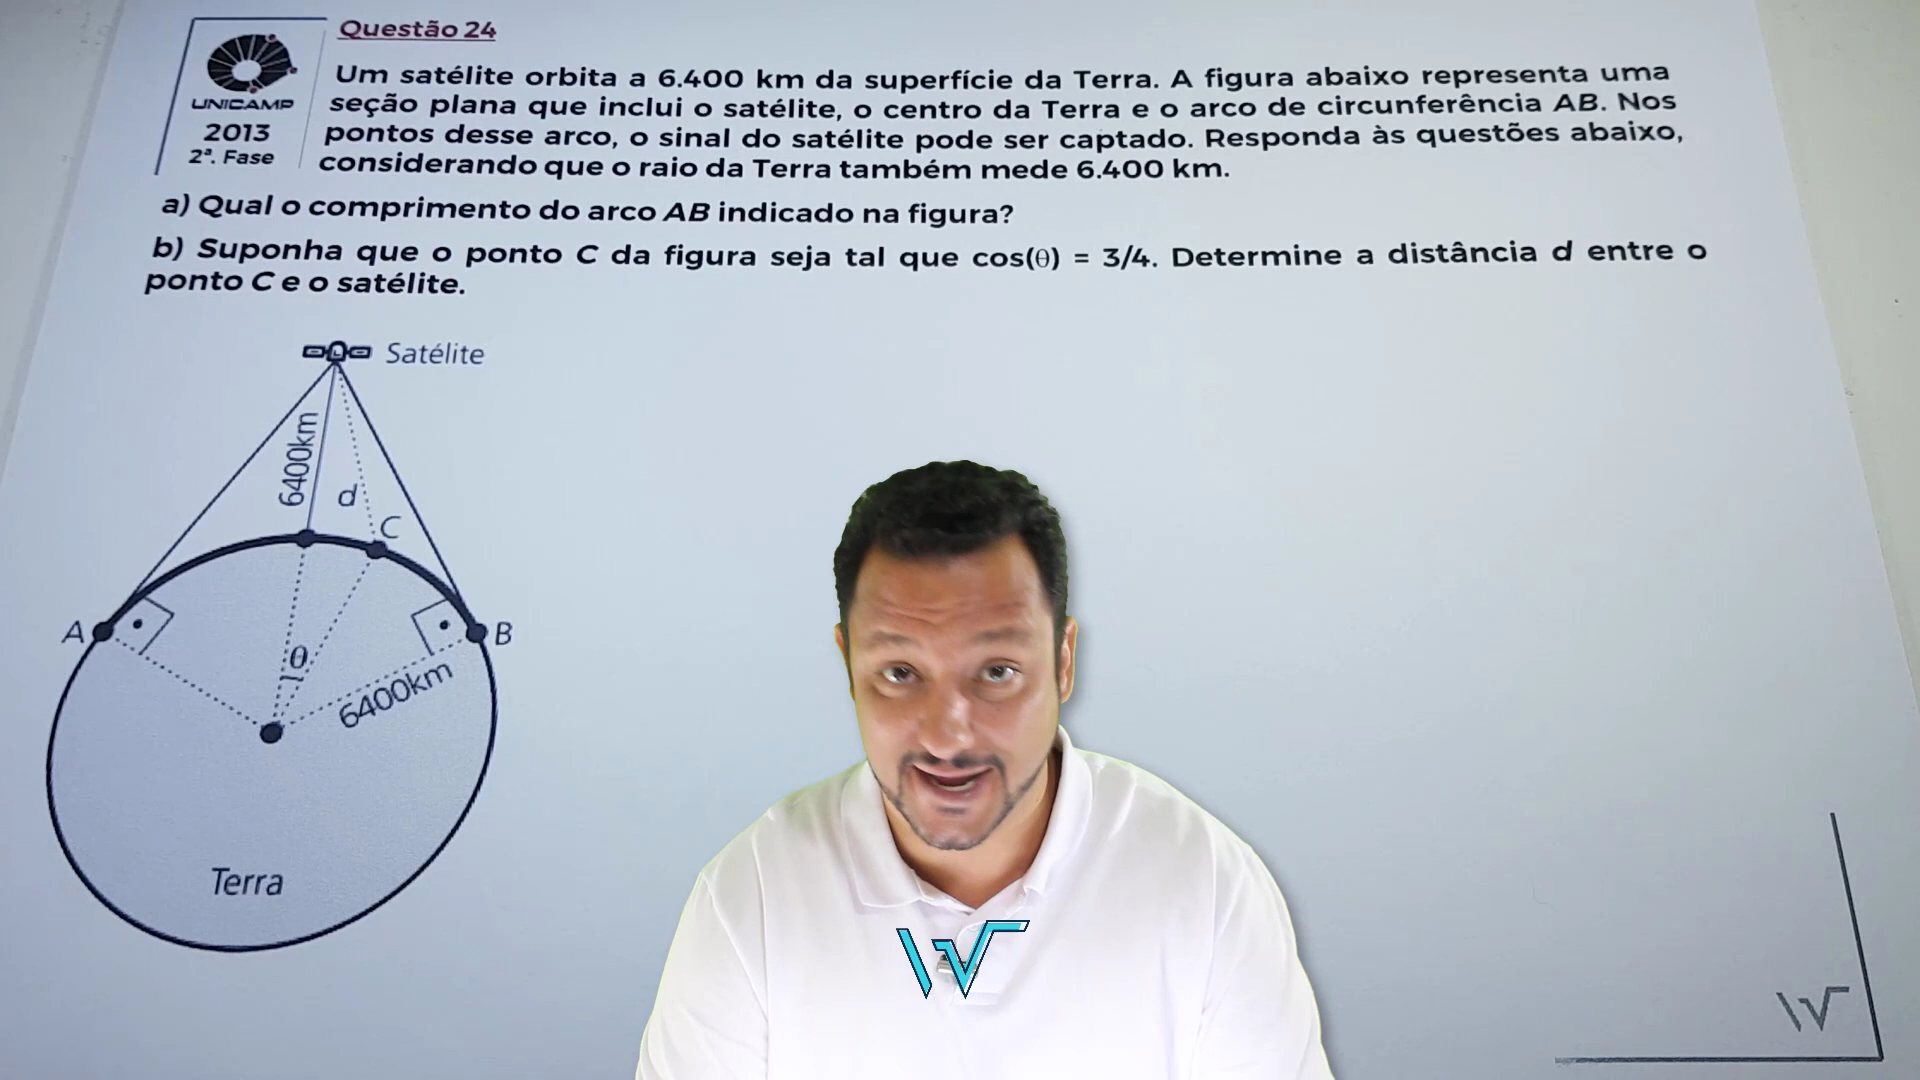 Questão 24
UNICAMP
2013
2ª. Fase
Um satélite orbita a 6.400 km da superfície da Terra. A figura abaixo representa uma
seção plana que inclui o satélite, o centro da Terra e o arco de circunferência AB. Nos
pontos desse arco, o sinal do satélite pode ser captado. Responda às questões abaixo,
considerando que o raio da Terra também mede 6.400 km.
a) Qual o comprimento do arco AB indicado na figura?
b) Suponha que o ponto C da figura seja tal que cos(θ) = 3/4. Determine a distância d entre o
ponto C e o satélite.
Satélite
6400km
d
C
A
B
θ
6400km
Terra